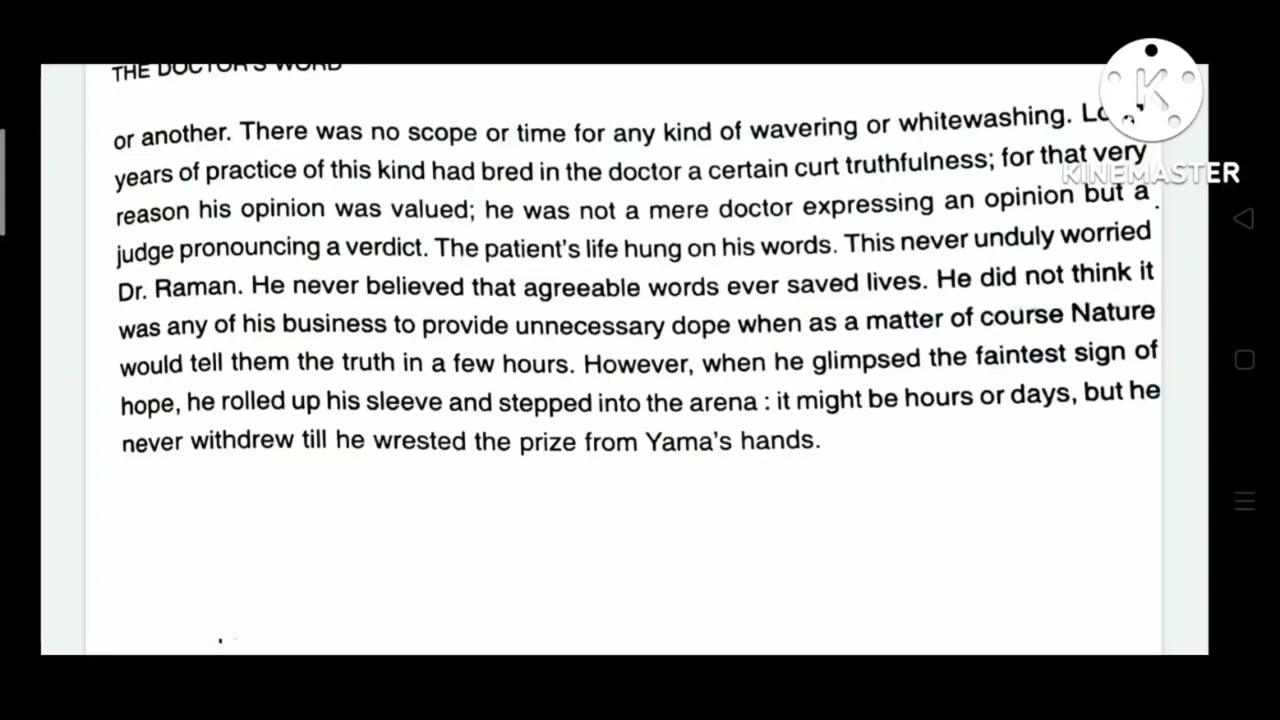 THE DOCTOR'S WORD
or another. There was no scope or time for any kind of wavering or whitewashing.
years of practice of this kind had bred in the doctor a certain curt truthfulness; for that very
reason his opinion was valued; he was not a mere doctor expressing an opinion but a
judge pronouncing a verdict. The patient's life hung on his words. This never unduly worried
Dr. Raman. He never believed that agreeable words ever saved lives. He did not think it
was any of his business to provide unnecessary dope when as a matter of course Nature
would tell them the truth in a few hours. However, when he glimpsed the faintest sign of
hope, he rolled up his sleeve and stepped into the arena : it might be hours or days, but he
never withdrew till he wrested the prize from Yama's hands.
K
KINEMASTER